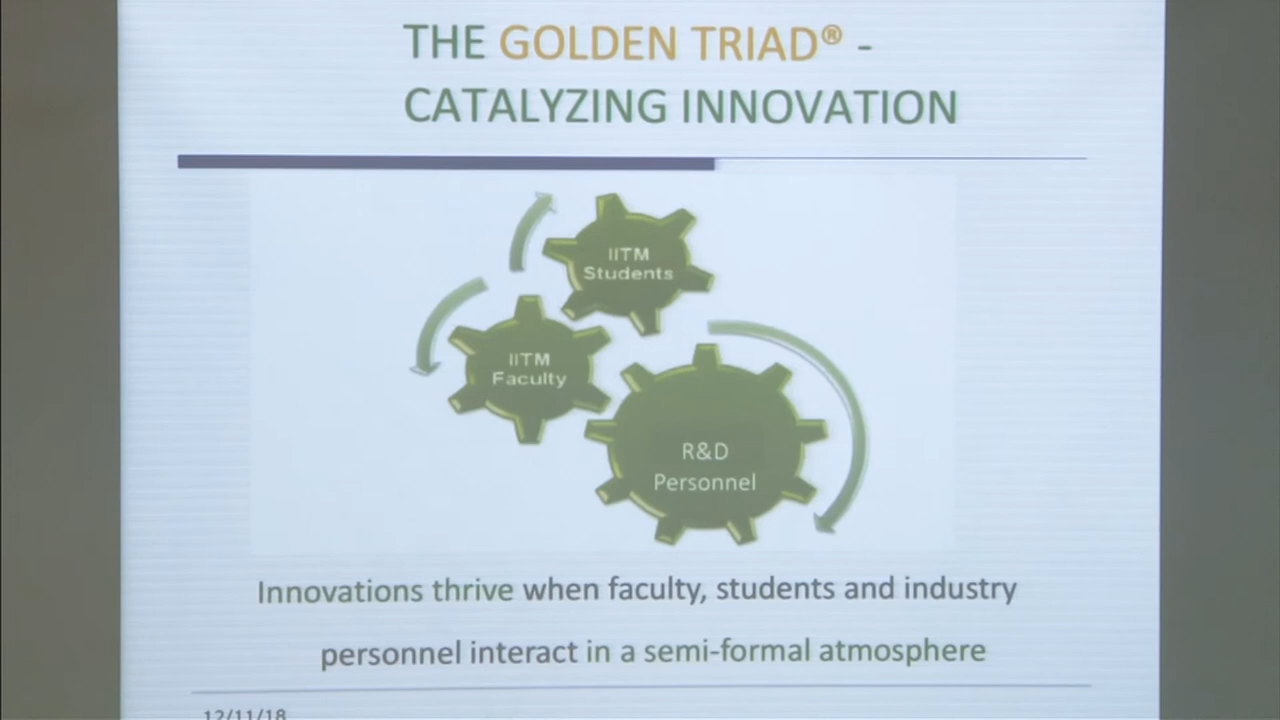 THE GOLDEN TRIAD® -
CATALYZING INNOVATION
IITM
Students
IITM
Faculty
R&D
Personnel
Innovations thrive when faculty, students and industry
personnel interact in a semi-formal atmosphere
12/11/18